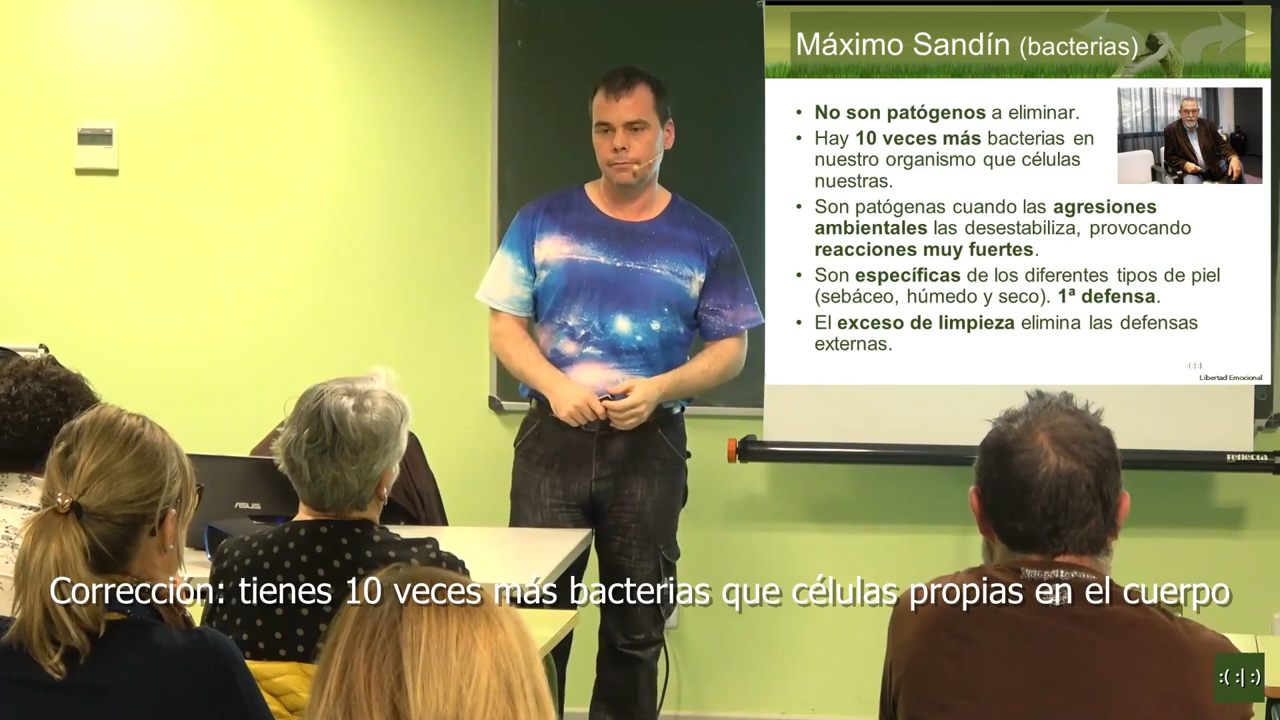 Máximo Sandín (bacterias)
• No son patógenos a eliminar.
• Hay 10 veces más bacterias en
nuestro organismo que células
nuestras.
• Son patógenas cuando las agresiones
ambientales las desestabiliza, provocando
reacciones muy fuertes.
• Son específicas de los diferentes tipos de piel
(sebáceo, húmedo y seco). 1ª defensa.
• El exceso de limpieza elimina las defensas
externas.
:( :| :)
Libertad Emocional
reflecta
ASUS
Corrección: tienes 10 veces más bacterias que células propias en el cuerpo
:( :| :)